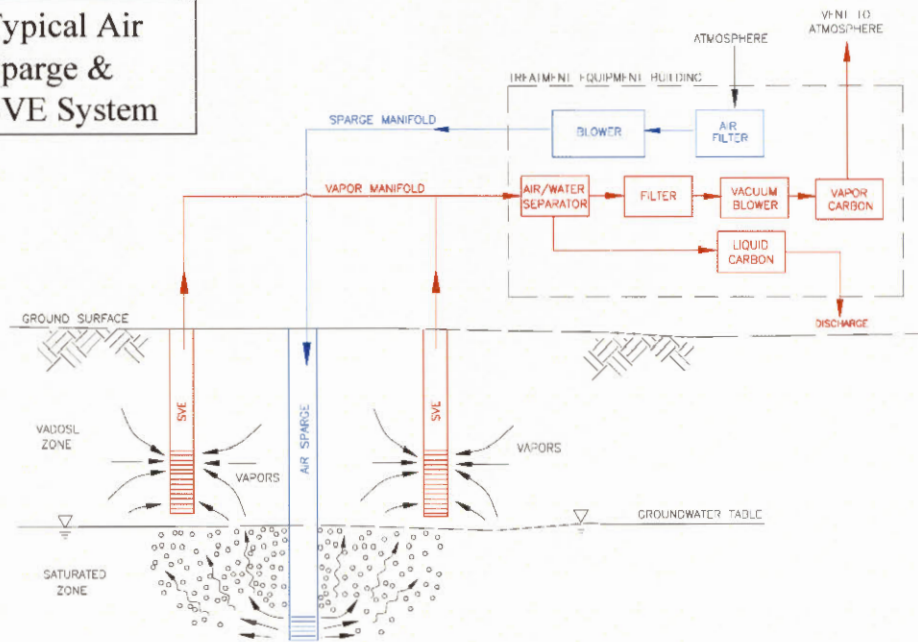 ypical Air
parge &
VE System
VENT TO
ATMOSPHERE
ATMOSPHERE
TREATMENT EQUIPMENT BUILDING
SPARGE MANIFOLD
BLOWER
AIR
FILTER
VAPOR MANIFOLD
AIR/WATER
SEPARATOR
FILTER
VACUUM
BLOWER
VAPOR
CARBON
LIQUID
CARBON
GROUND SURFACE
DISCHARGE
SVE
AIR SPARGE
SVE
VADOSE
ZONE
VAPORS
VAPORS
GROUNDWATER TABLE
SATURATED
ZONE